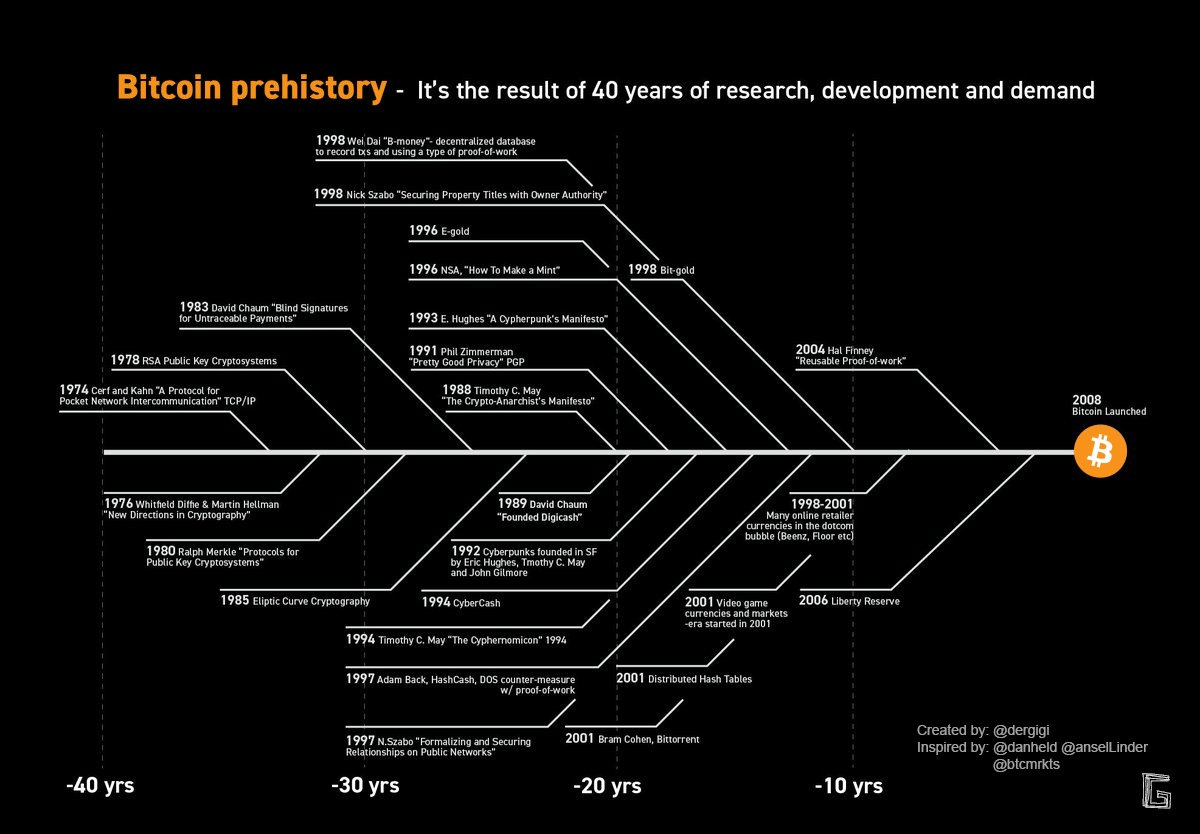 Bitcoin prehistory - It's the result of 40 years of research, development and demand
1998 Wei Dai "B-money"- decentralized database
to record txs and using a type of proof-of-work
1998 Nick Szabo "Securing Property Titles with Owner Authority"
1996 E-gold
1996 NSA, "How To Make a Mint"
1998 Bit-gold
1983 David Chaum "Blind Signatures
for Untraceable Payments"
1993 E. Hughes "A Cypherpunk's Manifesto"
1978 RSA Public Key Cryptosystems
1991 Phil Zimmerman
"Pretty Good Privacy" PGP
2004 Hal Finney
"Reusable Proof-of-work"
1974 Cerf and Kahn "A Protocol for
Pocket Network Intercommunication" TCP/IP
1988 Timothy C. May
"The Crypto-Anarchist's Manifesto"
2008
Bitcoin Launched
1976 Whitfield Diffie & Martin Hellman
"New Directions in Cryptography"
1989 David Chaum
"Founded Digicash"
1998-2001
Many online retailer
currencies in the dotcom
bubble (Beenz, Floor etc)
1980 Ralph Merkle "Protocols for
Public Key Cryptosystems"
1992 Cyberpunks founded in SF
by Eric Hughes, Tmothy C. May
and John Gilmore
1985 Eliptic Curve Cryptography
1994 CyberCash
2001 Video game
currencies and markets
-era started in 2001
2006 Liberty Reserve
1994 Timothy C. May "The Cyphernomicon" 1994
1997 Adam Back, HashCash, DOS counter-measure
w/ proof-of-work
2001 Distributed Hash Tables
1997 N.Szabo "Formalizing and Securing
Relationships on Public Networks"
2001 Bram Cohen, Bittorrent
Created by: @dergigi
Inspired by: @danheld @anselLinder
@btcmrkts
-40 yrs
-30 yrs
-20 yrs
-10 yrs
G